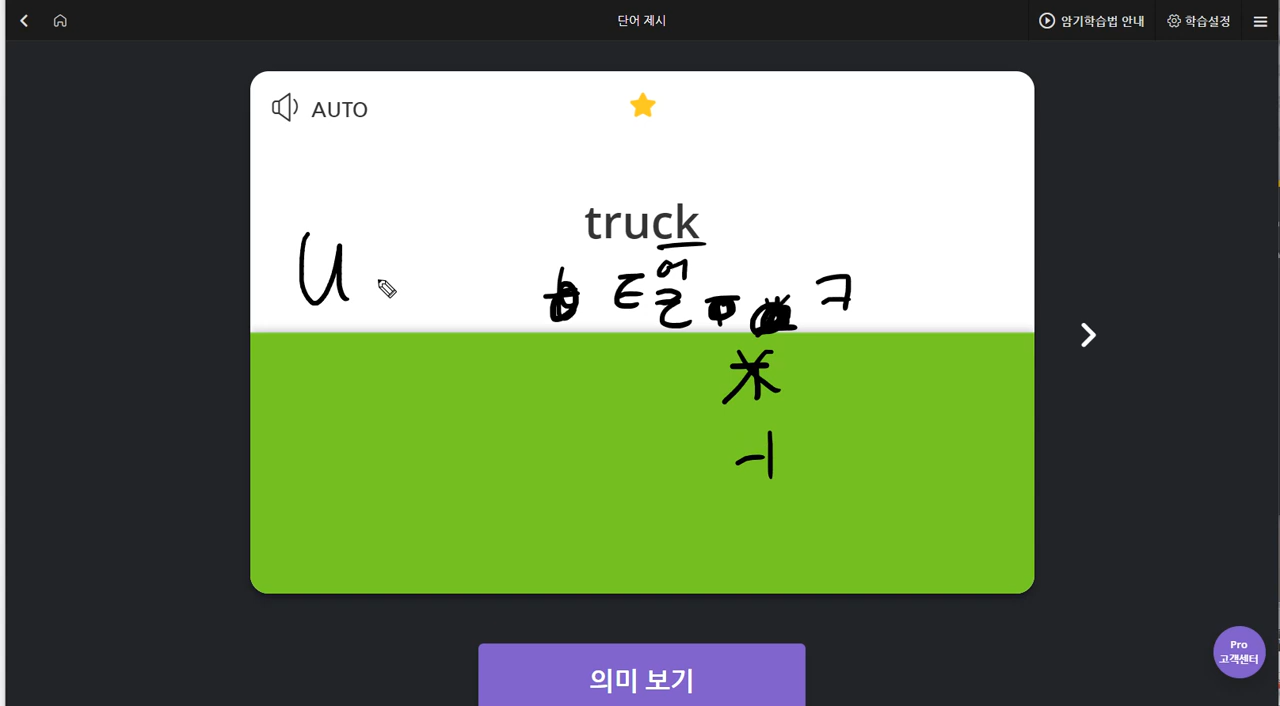 단어 제시
암기학습법 안내
학습설정
AUTO
truck
U
ㅌ ㄹ ㅋ
어
ㅓ
의미 보기
Pro
고객센터